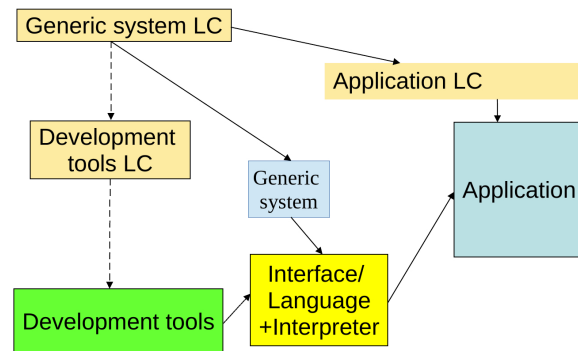 Generic system LC
Application LC
Development
tools LC
Generic
system
Application
Interface/
Language
+Interpreter
Development tools